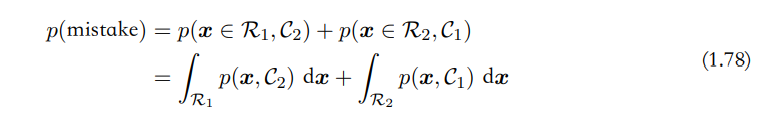 p(mistake) = p(x ∈ R₁, C₂) + p(x ∈ R₂, C₁)
= ∫_{R₁} p(x, C₂) dx + ∫_{R₂} p(x, C₁) dx (1.78)